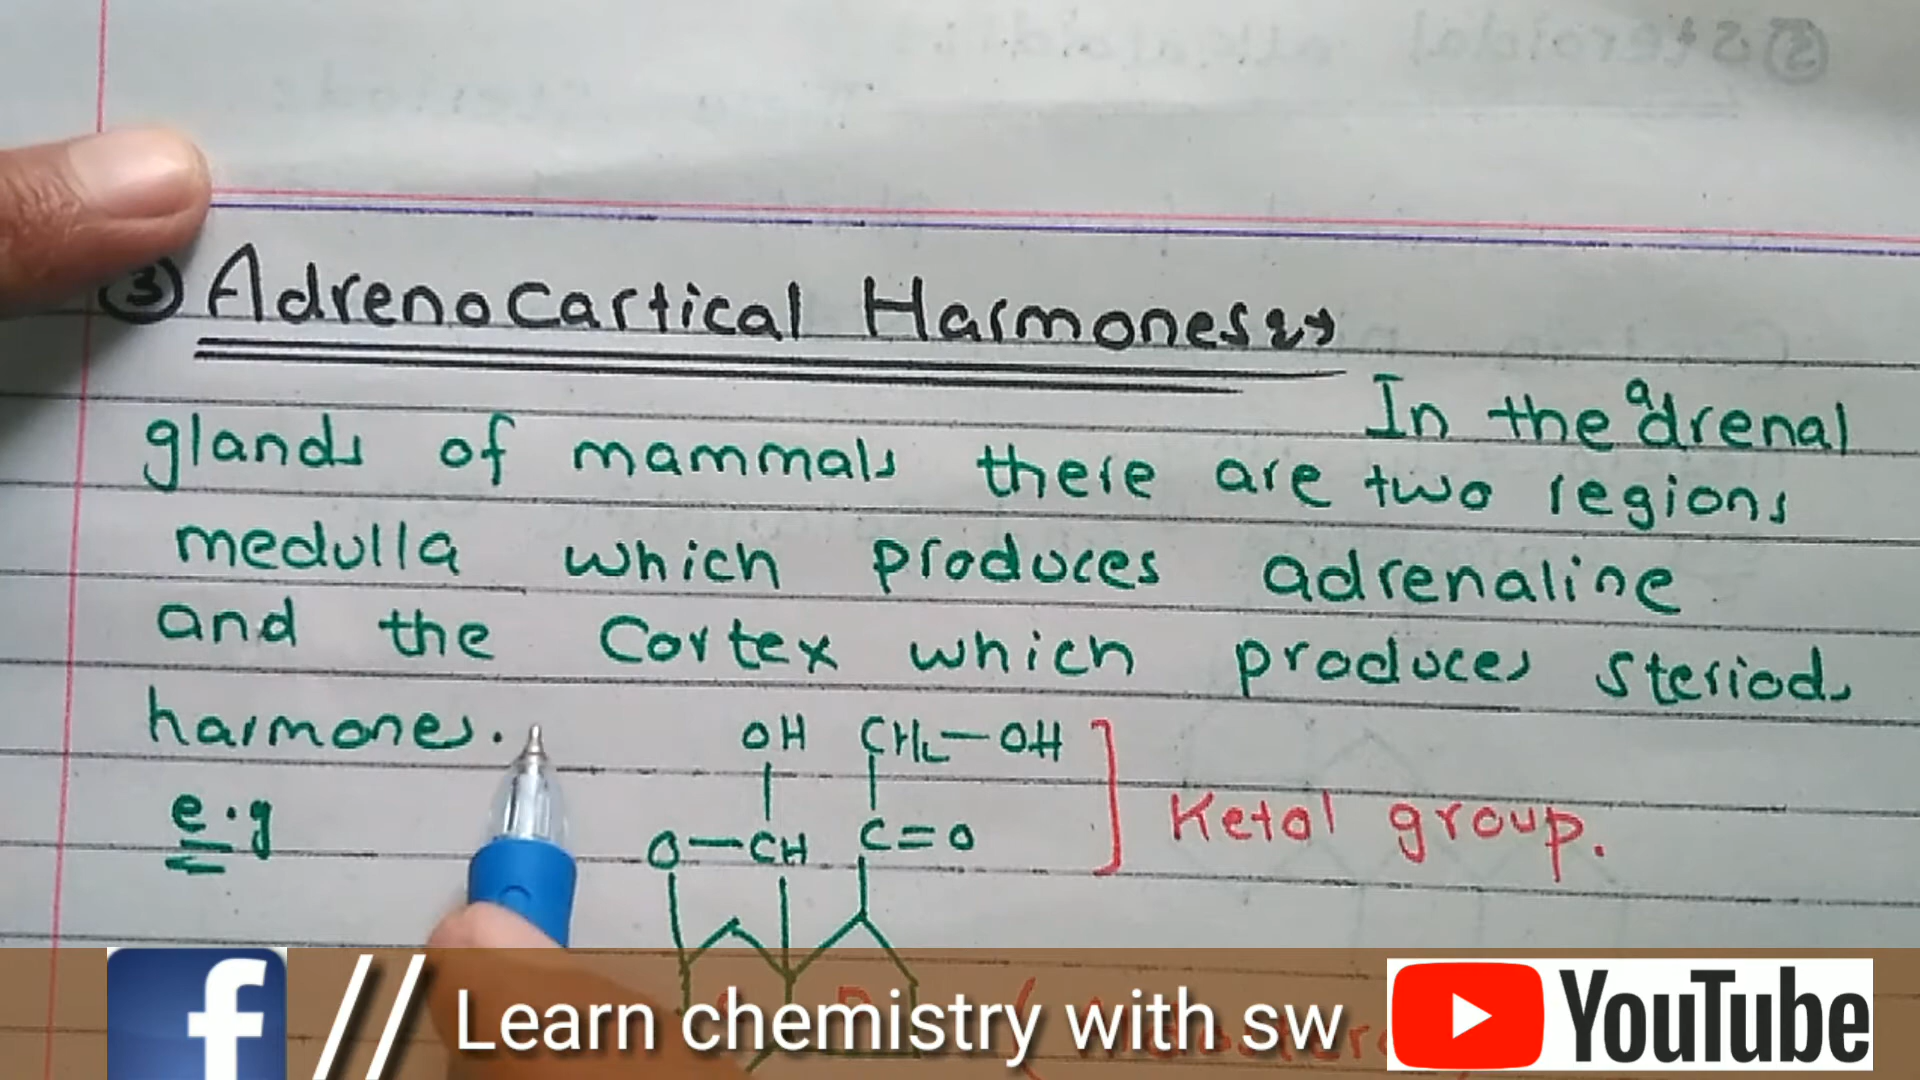 ③ Adrenocartical Harmones
In the adrenal
glands of mammals there are two regions
medulla which produces adrenaline
and the Cortex which produces steriods
harmones.
OH CH₂—OH
O—CH C=O
Ketol group.
e.g
f // Learn chemistry with sw YouTube